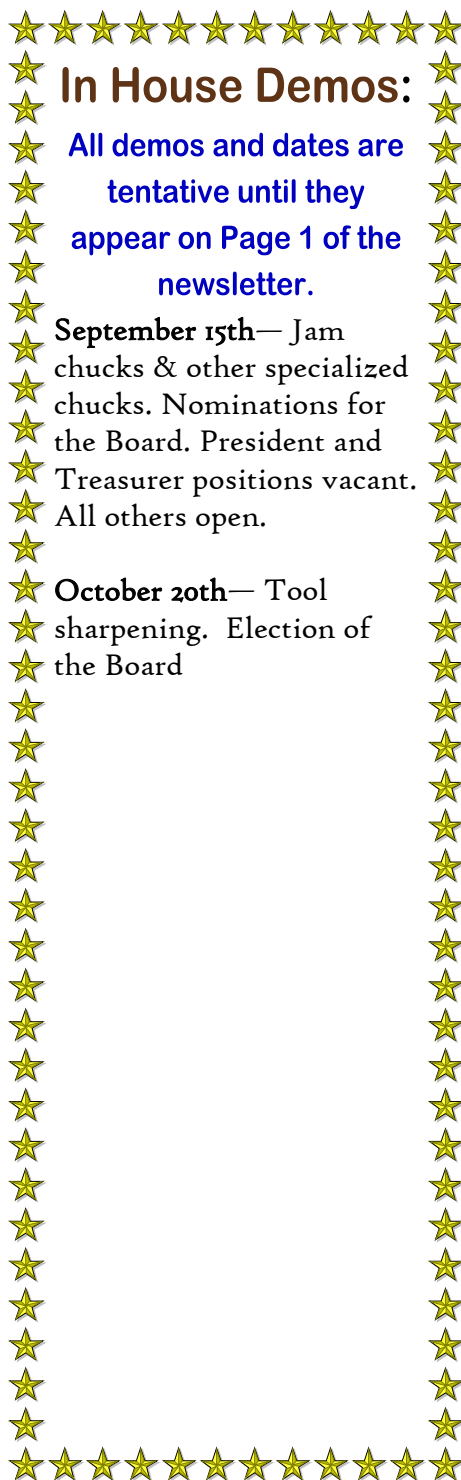 In House Demos:
All demos and dates are
tentative until they
appear on Page 1 of the
newsletter.
September 15th— Jam
chucks & other specialized
chucks. Nominations for
the Board. President and
Treasurer positions vacant.
All others open.
October 20th— Tool
sharpening.  Election of
the Board